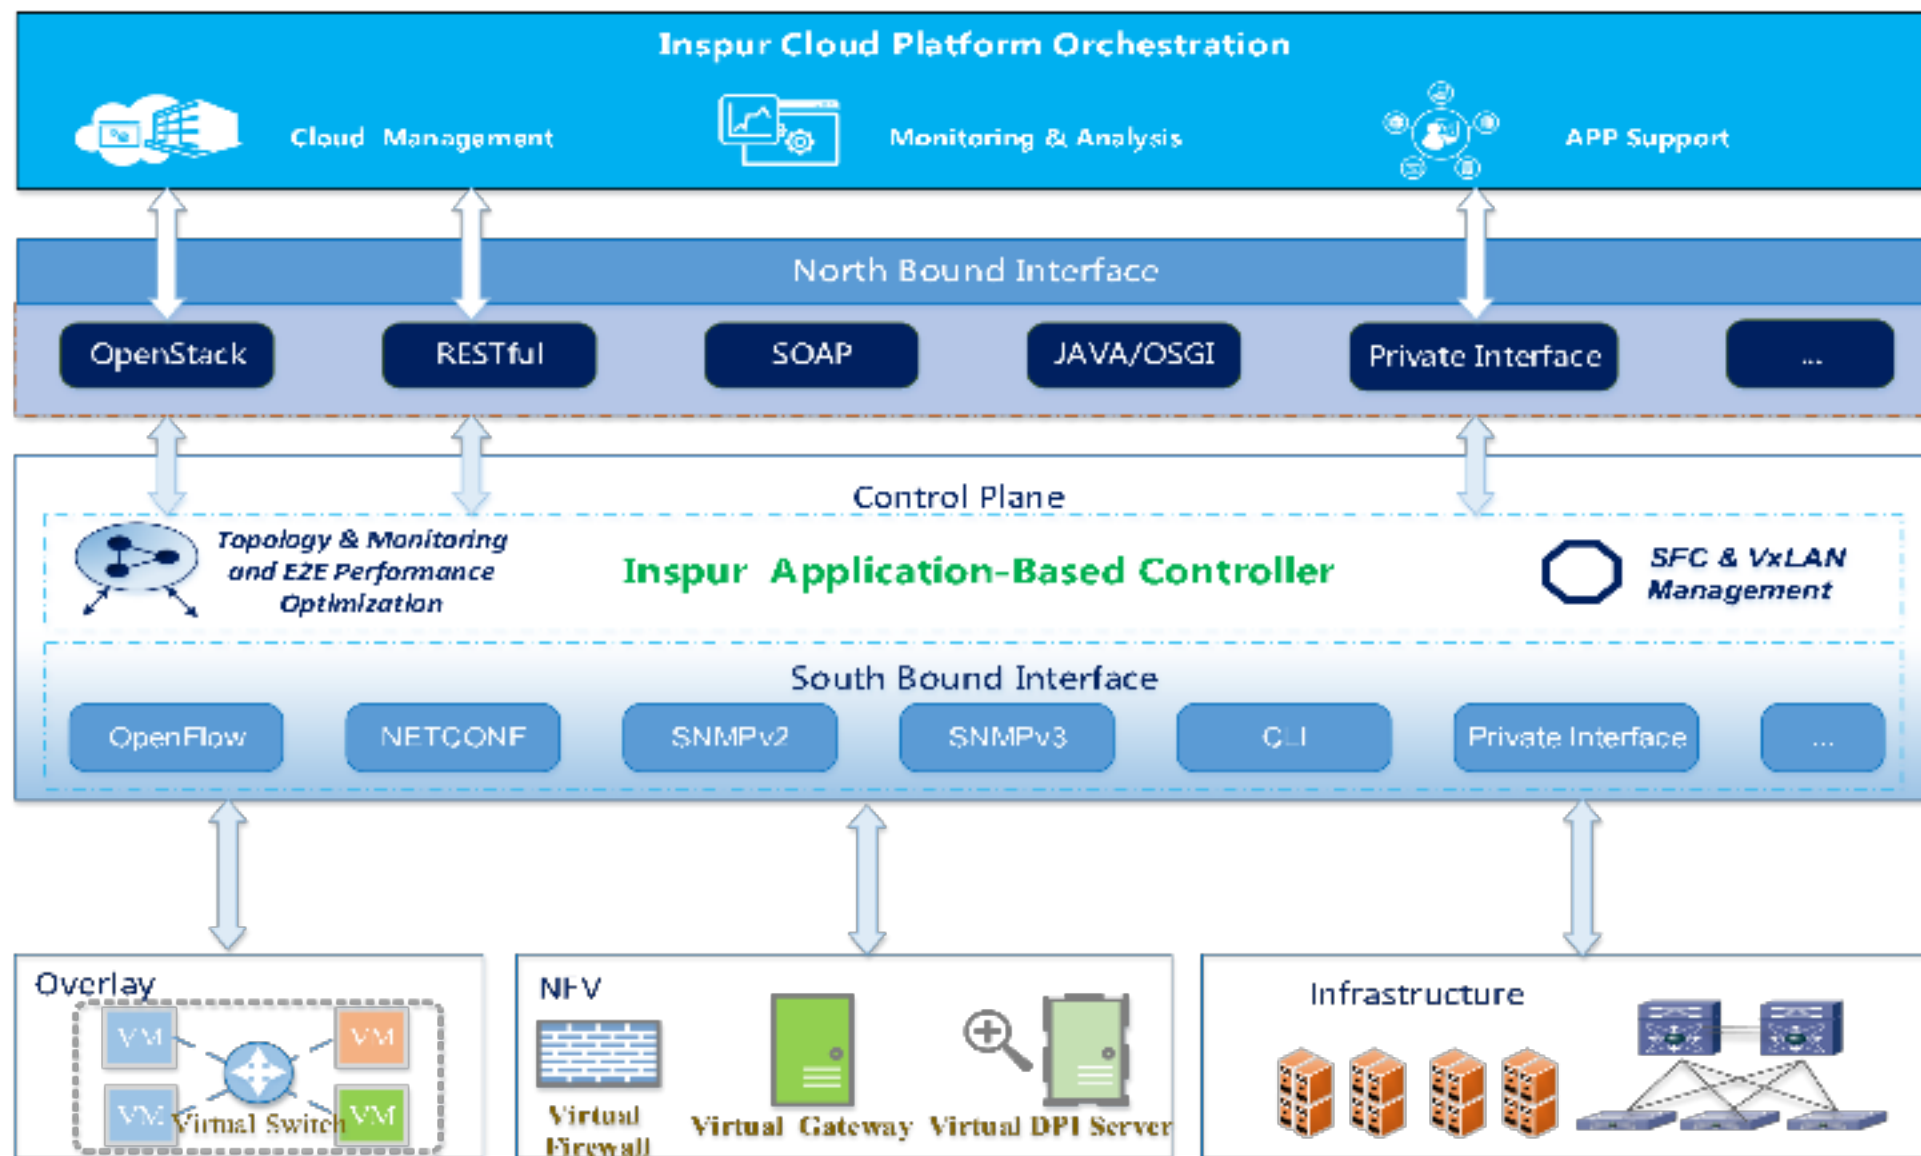 Inspur Cloud Platform Orchestration
Cloud Management
Monitoring & Analysis
APP Support
North Bound Interface
OpenStack
RESTful
SOAP
JAVA/OSGI
Private Interface
...
Control Plane
Topology & Monitoring
and E2E Performance
Optimization
Inspur Application-Based Controller
SFC & VxLAN
Management
South Bound Interface
OpenFlow
NETCONF
SNMPv2
SNMPv3
CLI
Private Interface
...
Overlay
VM
VM
VM
Virtual Switch
VM
NFV
Virtual
Firewall
Virtual Gateway
Virtual DPI Server
Infrastructure